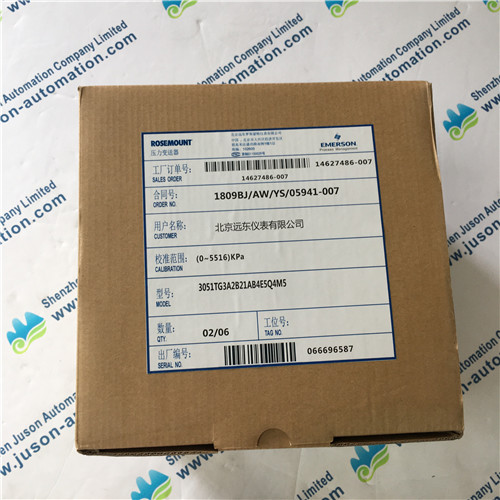 ROSEMOUNT
压力变送器
EMERSON
Process Management
工厂订单号: 14627486-007
SALES ORDER 14627486-007
合同号: 1809BJ/AW/YS/05941-007
ORDER NO.
用户名称: 北京远东仪表有限公司
CUSTOMER
校准范围: (0~5516)KPa
CALIBRATION
型号: 3051TG3A2B21AB4E5Q4M5
MODEL
数量: 02/06 工位号:
QTY. TAG NO.
出厂编号: 066696587
SERIAL NO.
Shenzhen Juson Automation Company Limited
www.juson-automation.com